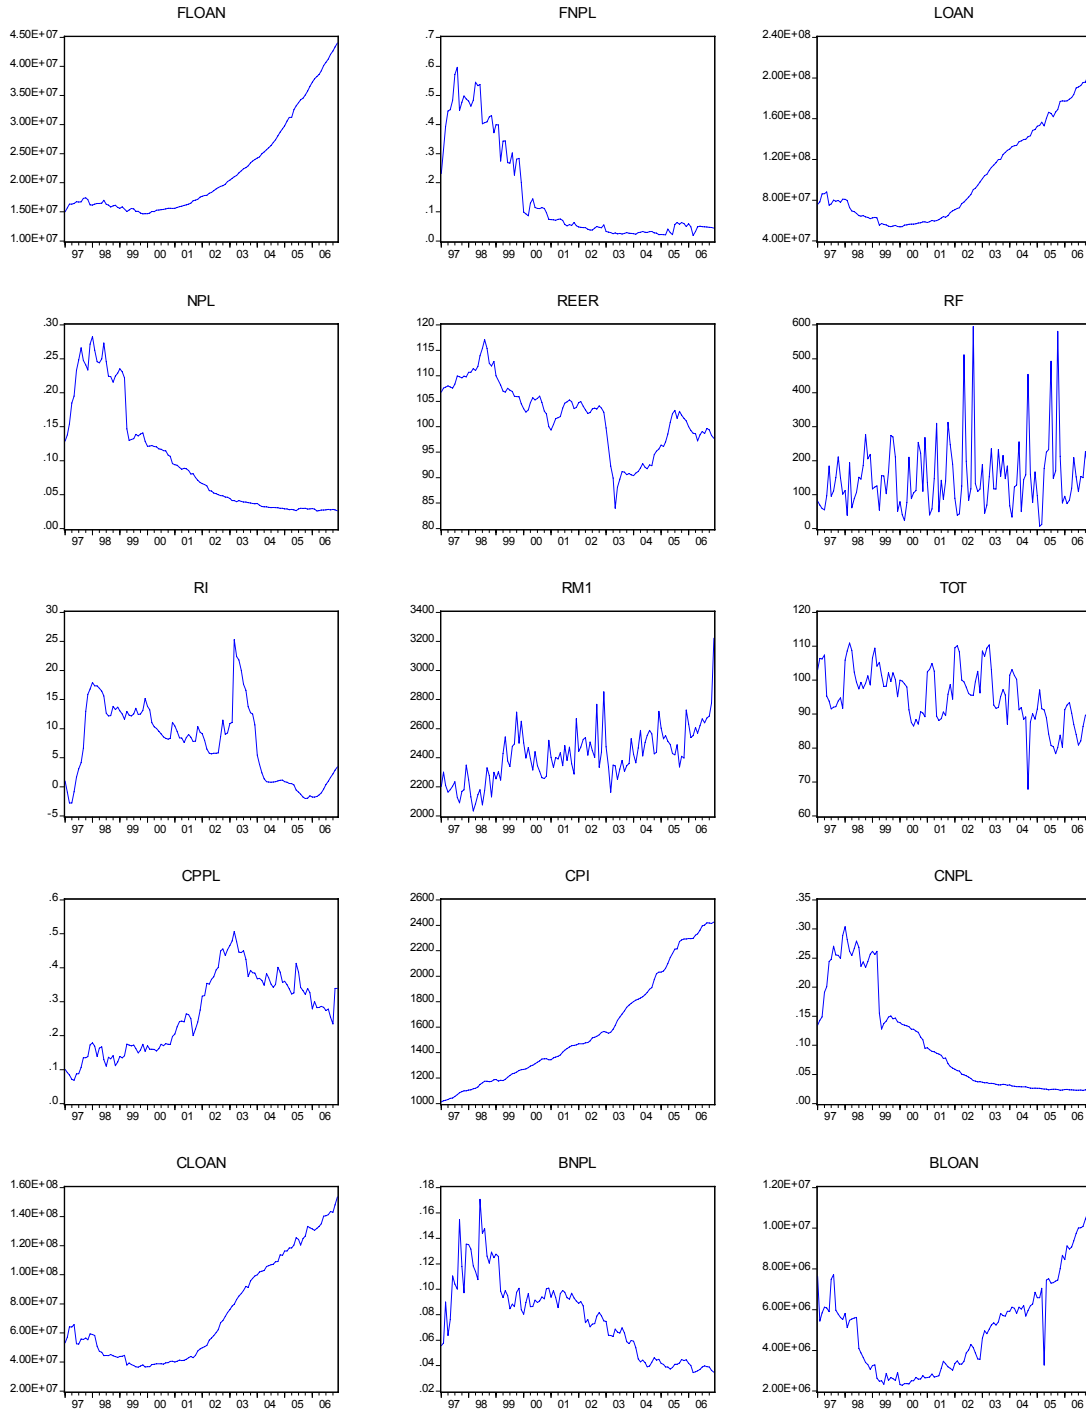 FLOAN
4.50E+07
4.00E+07
3.50E+07
3.00E+07
2.50E+07
2.00E+07
1.50E+07
1.00E+07
97 98 99 00 01 02 03 04 05 06
FNPL
.7
.6
.5
.4
.3
.2
.1
.0
97 98 99 00 01 02 03 04 05 06
LOAN
2.40E+08
2.00E+08
1.60E+08
1.20E+08
8.00E+07
4.00E+07
97 98 99 00 01 02 03 04 05 06
NPL
.30
.25
.20
.15
.10
.05
.00
97 98 99 00 01 02 03 04 05 06
REER
120
115
110
105
100
95
90
85
80
97 98 99 00 01 02 03 04 05 06
RF
600
500
400
300
200
100
0
97 98 99 00 01 02 03 04 05 06
RI
30
25
20
15
10
5
0
-5
97 98 99 00 01 02 03 04 05 06
RM1
3400
3200
3000
2800
2600
2400
2200
2000
97 98 99 00 01 02 03 04 05 06
TOT
120
110
100
90
80
70
60
97 98 99 00 01 02 03 04 05 06
CPPL
.6
.5
.4
.3
.2
.1
.0
97 98 99 00 01 02 03 04 05 06
CPI
2600
2400
2200
2000
1800
1600
1400
1200
1000
97 98 99 00 01 02 03 04 05 06
CNPL
.35
.30
.25
.20
.15
.10
.05
.00
97 98 99 00 01 02 03 04 05 06
CLOAN
1.60E+08
1.40E+08
1.20E+08
1.00E+08
8.00E+07
6.00E+07
4.00E+07
2.00E+07
97 98 99 00 01 02 03 04 05 06
BNPL
.18
.16
.14
.12
.10
.08
.06
.04
.02
97 98 99 00 01 02 03 04 05 06
BLOAN
1.20E+07
1.00E+07
8.00E+06
6.00E+06
4.00E+06
2.00E+06
97 98 99 00 01 02 03 04 05 06